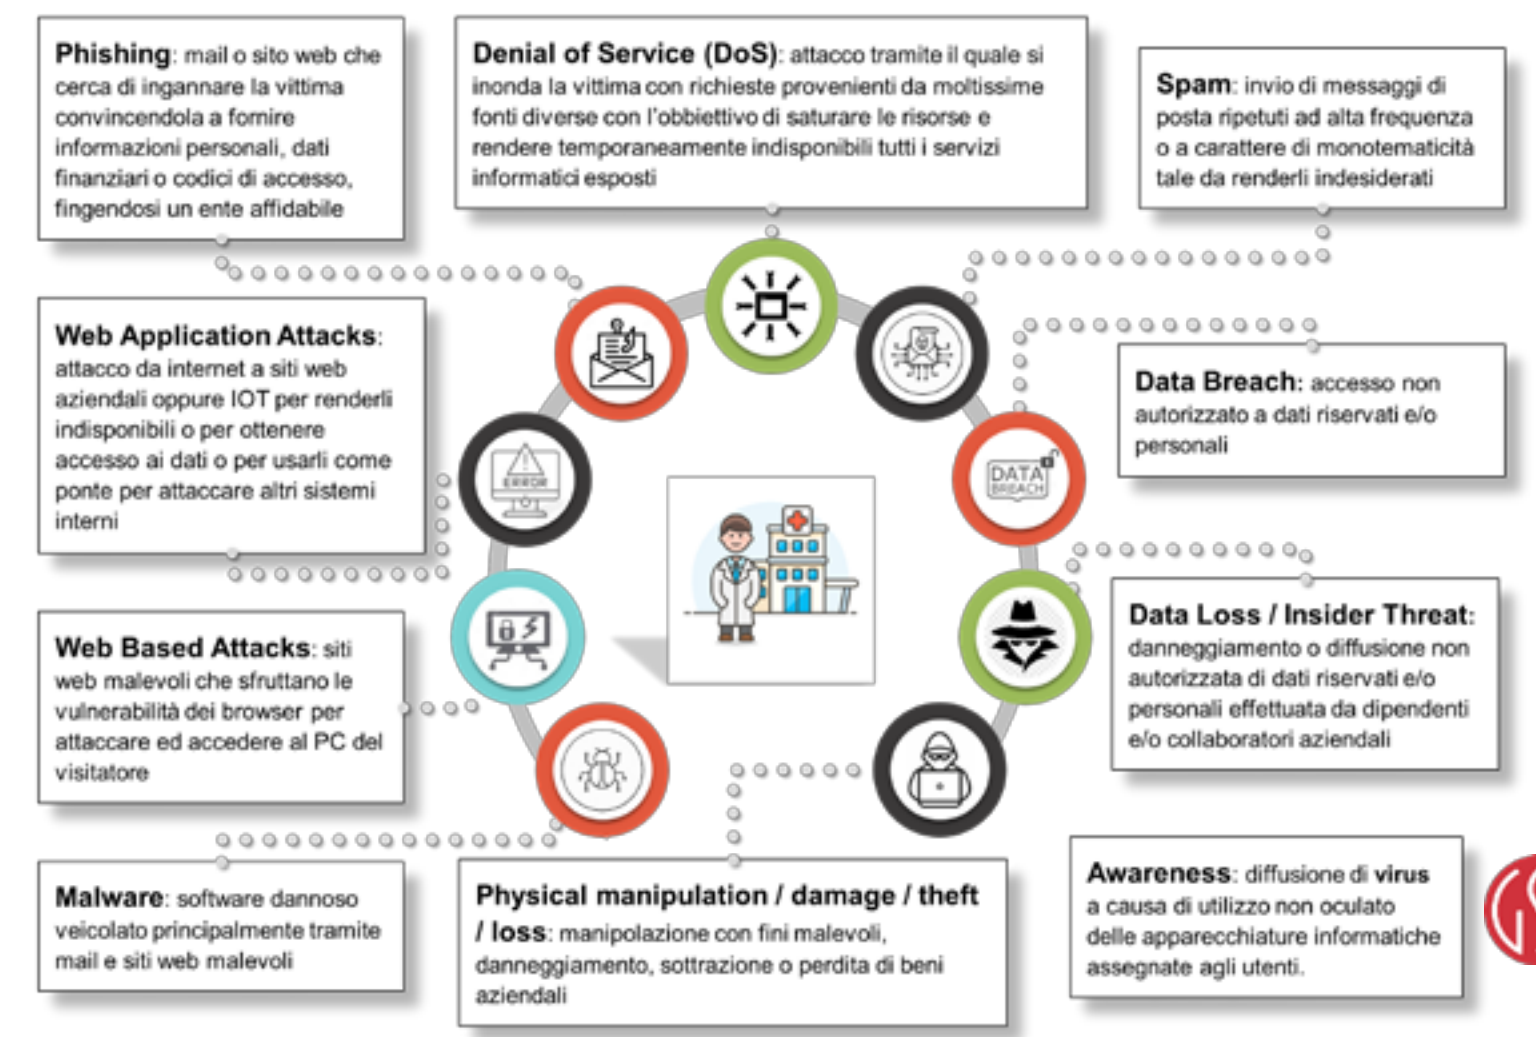 Phishing: mail o sito web che
cerca di ingannare la vittima
convincendola a fornire
informazioni personali, dati
finanziari o codici di accesso,
fingendosi un ente affidabile
Denial of Service (DoS): attacco tramite il quale si
inonda la vittima con richieste provenienti da moltissime
fonti diverse con l'obbiettivo di saturare le risorse e
rendere temporaneamente indisponibili tutti i servizi
informatici esposti
Spam: invio di messaggi di
posta ripetuti ad alta frequenza
o a carattere di monotematicità
tale da renderli indesiderati
Web Application Attacks:
attacco da internet a siti web
aziendali oppure IOT per renderli
indisponibili o per ottenere
accesso ai dati o per usarli come
ponte per attaccare altri sistemi
interni
Data Breach: accesso non
autorizzato a dati riservati e/o
personali
ERROR
DATA
BREACH
Web Based Attacks: siti
web malevoli che sfruttano le
vulnerabilità dei browser per
attaccare ed accedere al PC del
visitatore
Data Loss / Insider Threat:
danneggiamento o diffusione non
autorizzata di dati riservati e/o
personali effettuata da dipendenti
e/o collaboratori aziendali
Malware: software dannoso
veicolato principalmente tramite
mail e siti web malevoli
Physical manipulation / damage / theft
/ loss: manipolazione con fini malevoli,
danneggiamento, sottrazione o perdita di beni
aziendali
Awareness: diffusione di virus
a causa di utilizzo non oculato
delle apparecchiature informatiche
assegnate agli utenti.